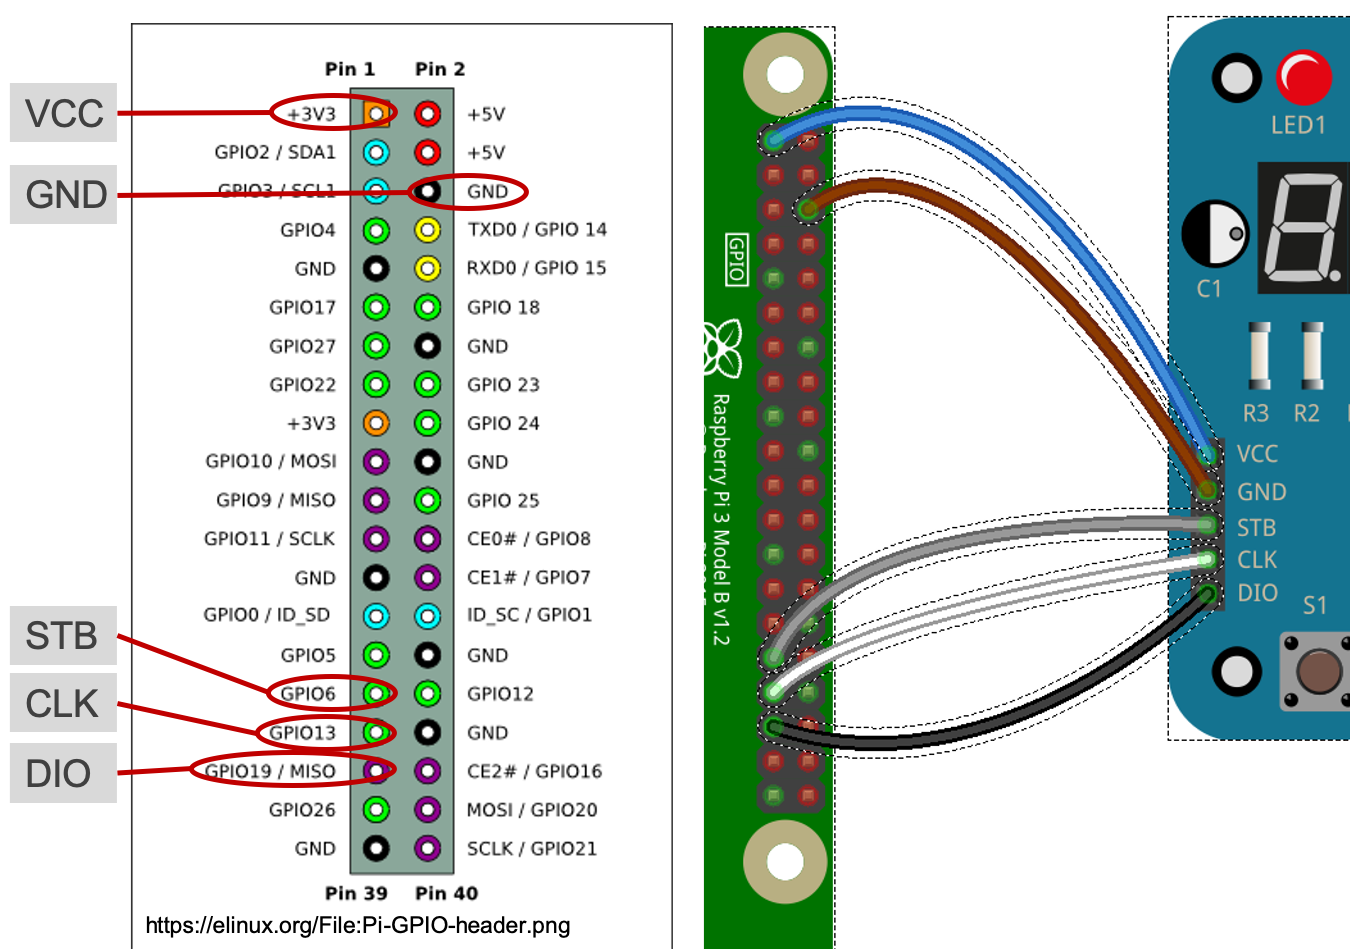 Pin 1 Pin 2
VCC +3V3 +5V
GPIO2 / SDA1 +5V
GND GPIO3 / SCL1 GND
GPIO4 TXD0 / GPIO 14
GND RXD0 / GPIO 15
GPIO17 GPIO 18
GPIO27 GND
GPIO22 GPIO 23
+3V3 GPIO 24
GPIO10 / MOSI GND
GPIO9 / MISO GPIO 25
GPIO11 / SCLK CE0# / GPIO8
GND CE1# / GPIO7
GPIO0 / ID_SD ID_SC / GPIO1
STB GPIO5 GND
GPIO6 GPIO12
CLK GPIO13 GND
DIO GPIO19 / MISO CE2# / GPIO16
GPIO26 MOSI / GPIO20
GND SCLK / GPIO21
Pin 39 Pin 40
https://elinux.org/File:Pi-GPIO-header.png
GPIO
Raspberry Pi 3 Model B v1.2
LED1
C1
R3 R2
VCC
GND
STB
CLK
DIO
S1